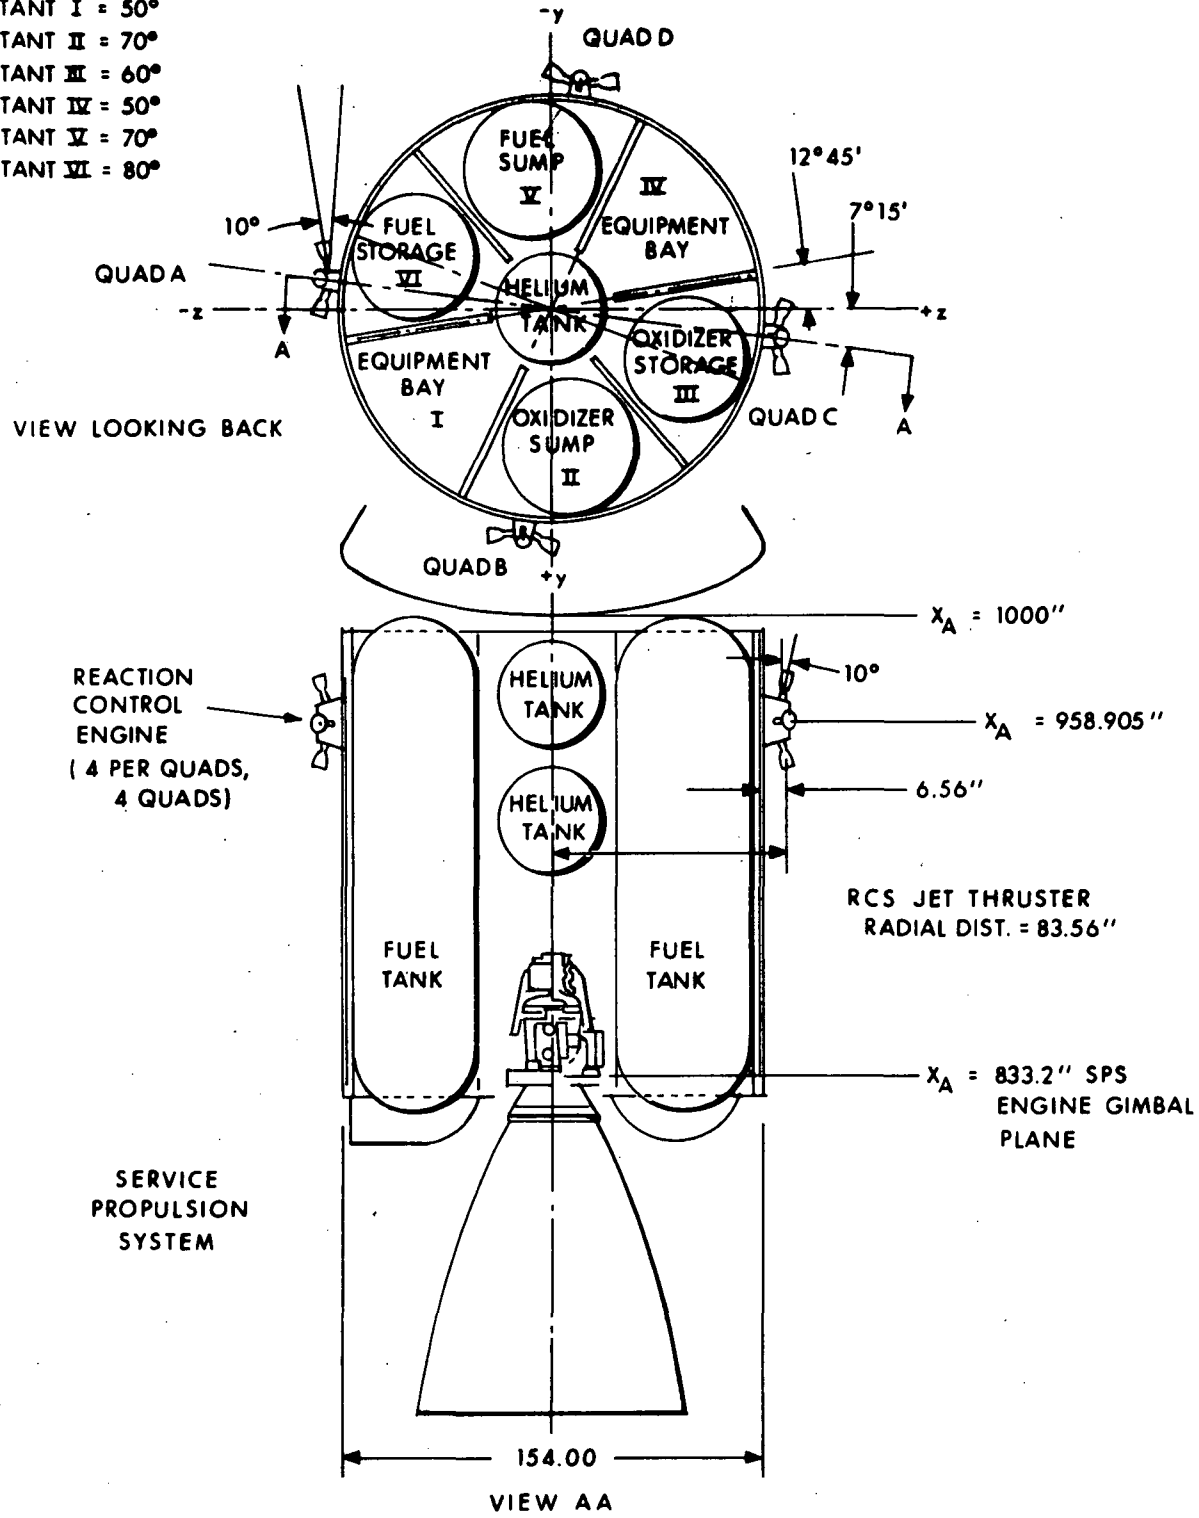 TANT I = 50°
TANT II = 70°
TANT III = 60°
TANT IV = 50°
TANT V = 70°
TANT VI = 80°
-y
QUAD D
12°45'
7°15'
10°
QUAD A
-z
+z
A
A
FUEL
SUMP
V
IV
EQUIPMENT
BAY
FUEL
STORAGE
VI
HELIUM
TANK
EQUIPMENT
BAY
I
OXIDIZER
STORAGE
III
OXIDIZER
SUMP
II
QUAD C
VIEW LOOKING BACK
QUAD B
+y
X_A = 1000"
10°
REACTION
CONTROL
ENGINE
( 4 PER QUADS,
4 QUADS)
HELIUM
TANK
X_A = 958.905"
6.56"
HELIUM
TANK
RCS JET THRUSTER
RADIAL DIST. = 83.56"
FUEL
TANK
FUEL
TANK
X_A = 833.2" SPS
ENGINE GIMBAL
PLANE
SERVICE
PROPULSION
SYSTEM
154.00
VIEW AA